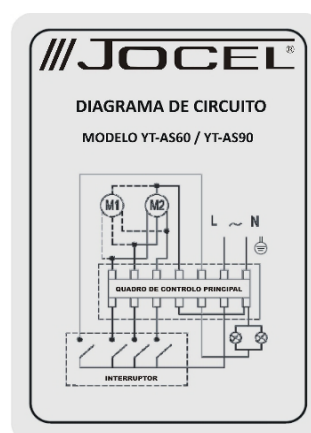 JOCEL®
DIAGRAMA DE CIRCUITO
MODELO YT-AS60 / YT-AS90
M1 M2
L ~ N
QUADRO DE CONTROLO PRINCIPAL
INTERRUPTOR